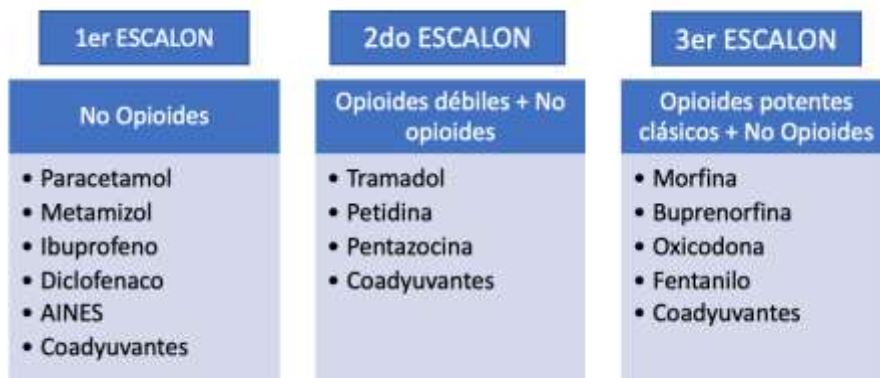 1er ESCALON
No Opioides
• Paracetamol
• Metamizol
• Ibuprofeno
• Diclofenaco
• AINES
• Coadyuvantes
2do ESCALON
Opioides débiles + No
opioides
• Tramadol
• Petidina
• Pentazocina
• Coadyuvantes
3er ESCALON
Opioides potentes
clásicos + No Opioides
• Morfina
• Buprenorfina
• Oxicodona
• Fentanilo
• Coadyuvantes